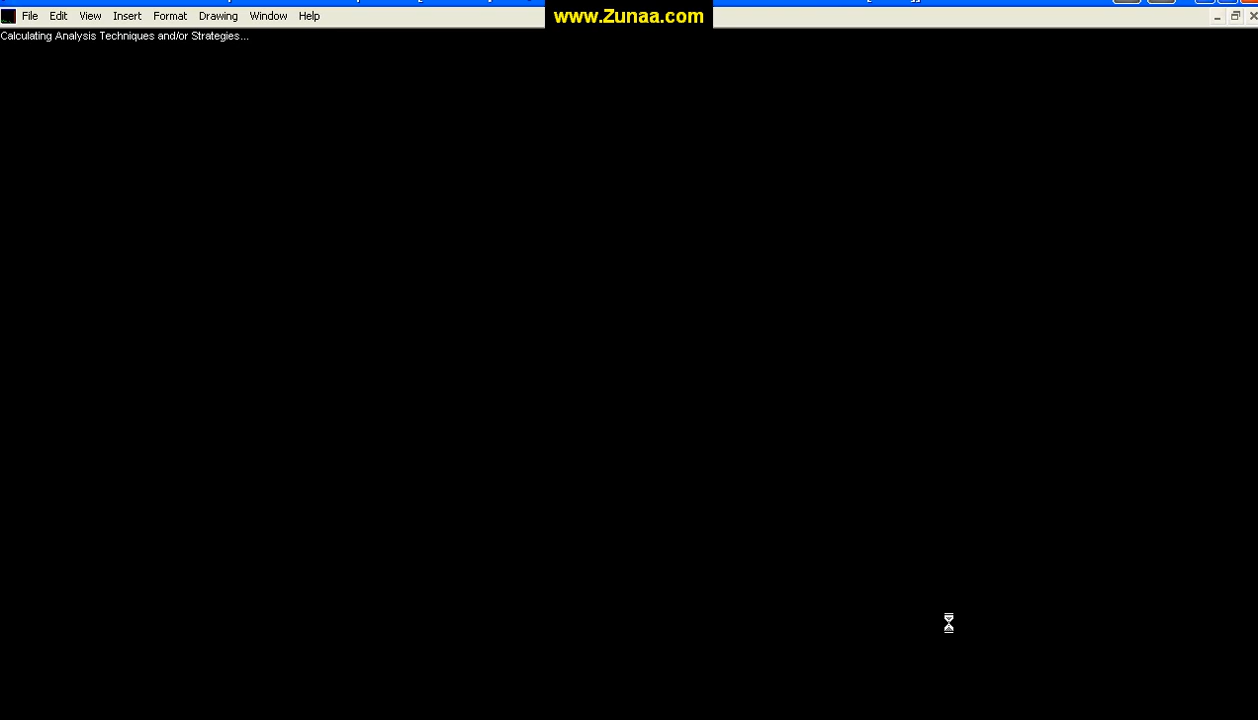 File Edit View Insert Format Drawing Window Help
www.Zunaa.com
Calculating Analysis Techniques and/or Strategies...